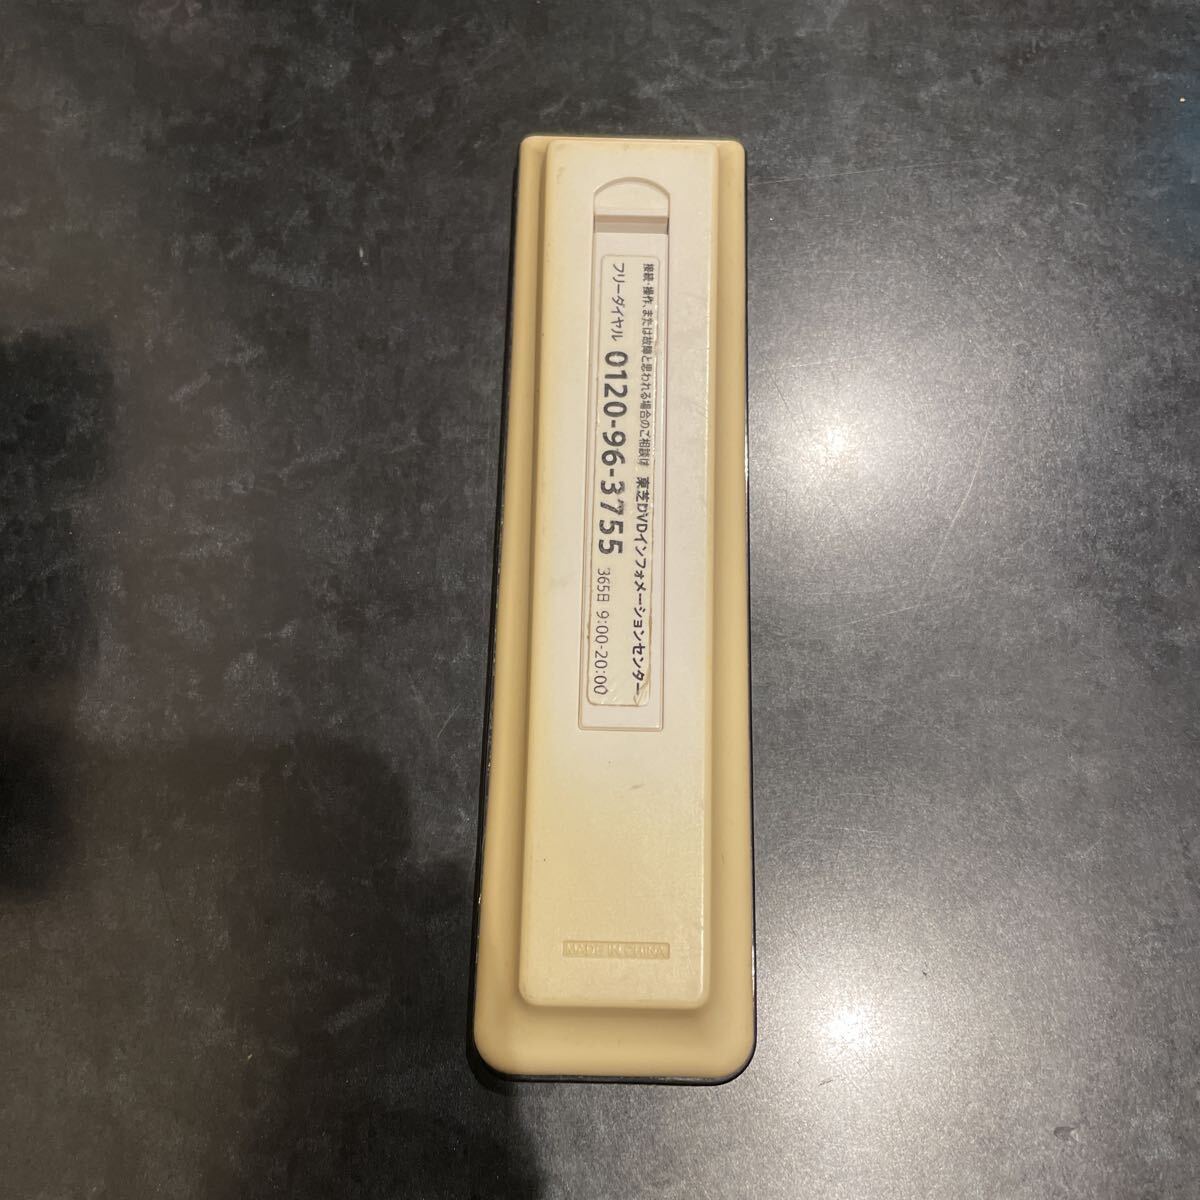 接続・操作、または故障と思われる場合のご相談は 東芝DVDインフォメーションセンター
フリーダイヤル 0120-96-3755 365日 9:00-20:00
MADE IN CHINA